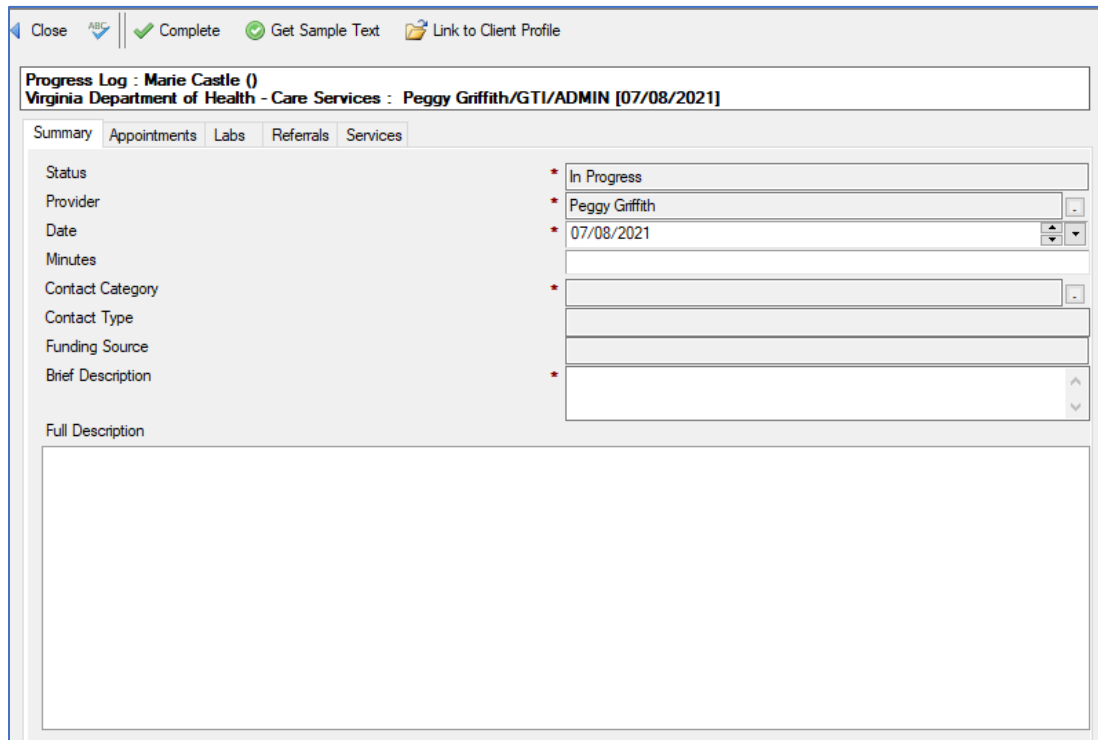 Close ABC Complete Get Sample Text Link to Client Profile
Progress Log : Marie Castle ()
Virginia Department of Health - Care Services : Peggy Griffith/GTI/ADMIN [07/08/2021]
Summary Appointments Labs Referrals Services
Status * In Progress
Provider * Peggy Griffith .
Date * 07/08/2021
Minutes
Contact Category * .
Contact Type
Funding Source
Brief Description *
Full Description